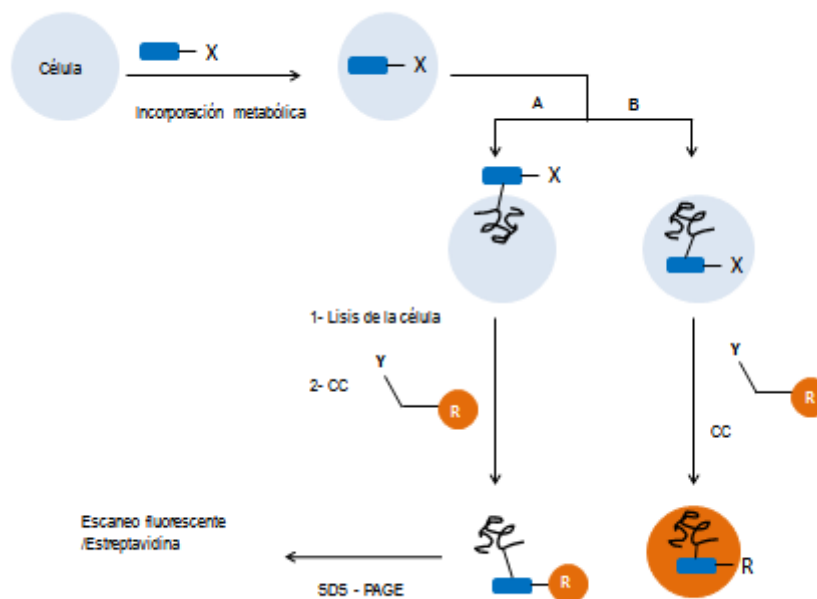 Célula
X
X
Incorporación metabólica
A
B
X
X
1- Lisis de la célula
Y
Y
2- CC
R
R
CC
Escaneo fluorescente
/Estreptavidina
R
R
SDS - PAGE